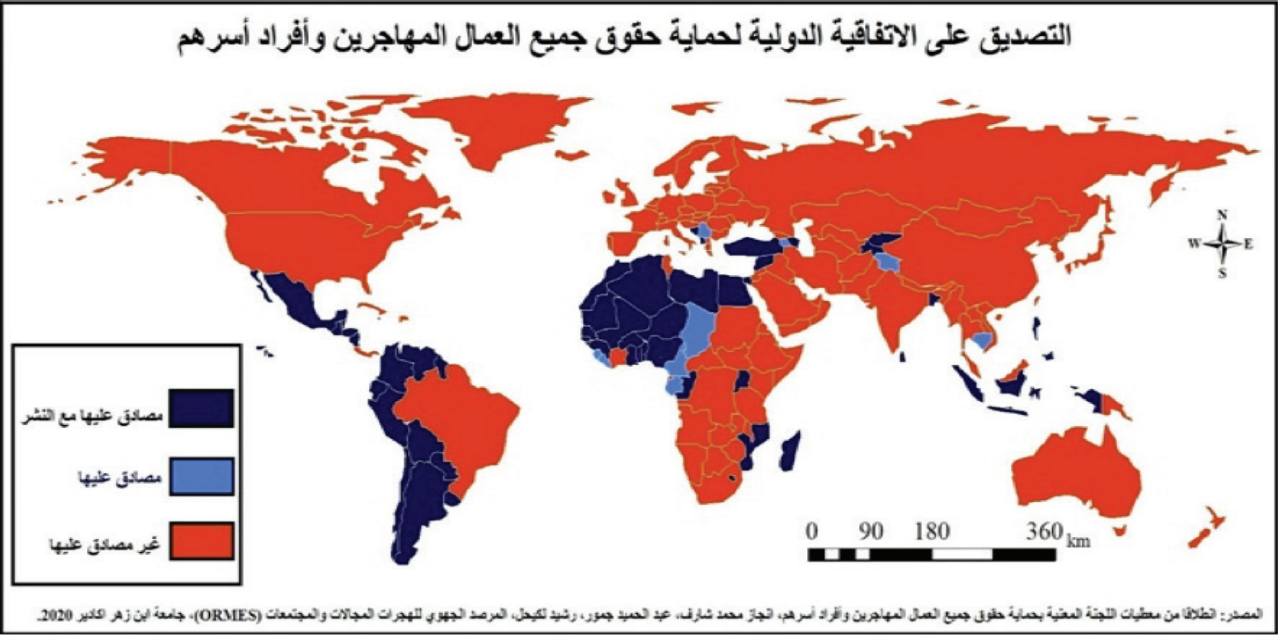 التصديق على الاتفاقية الدولية لحماية حقوق جميع العمال المهاجرين وأفراد أسرهم
N
W E
S
مصادق عليها مع النشر
مصادق عليها
غير مصادق عليها
0 90 180 360 km
المصدر: انطلاقا من معطيات اللجنة المعنية بحماية حقوق جميع العمال المهاجرين وأفراد أسرهم، انجاز محمد شارف، عبد الحميد جمور، رشيد لكيحل، المرصد الجهوي للهجرات المجالات والمجتمعات (ORMES)، جامعة ابن زهر اكادير 2020.